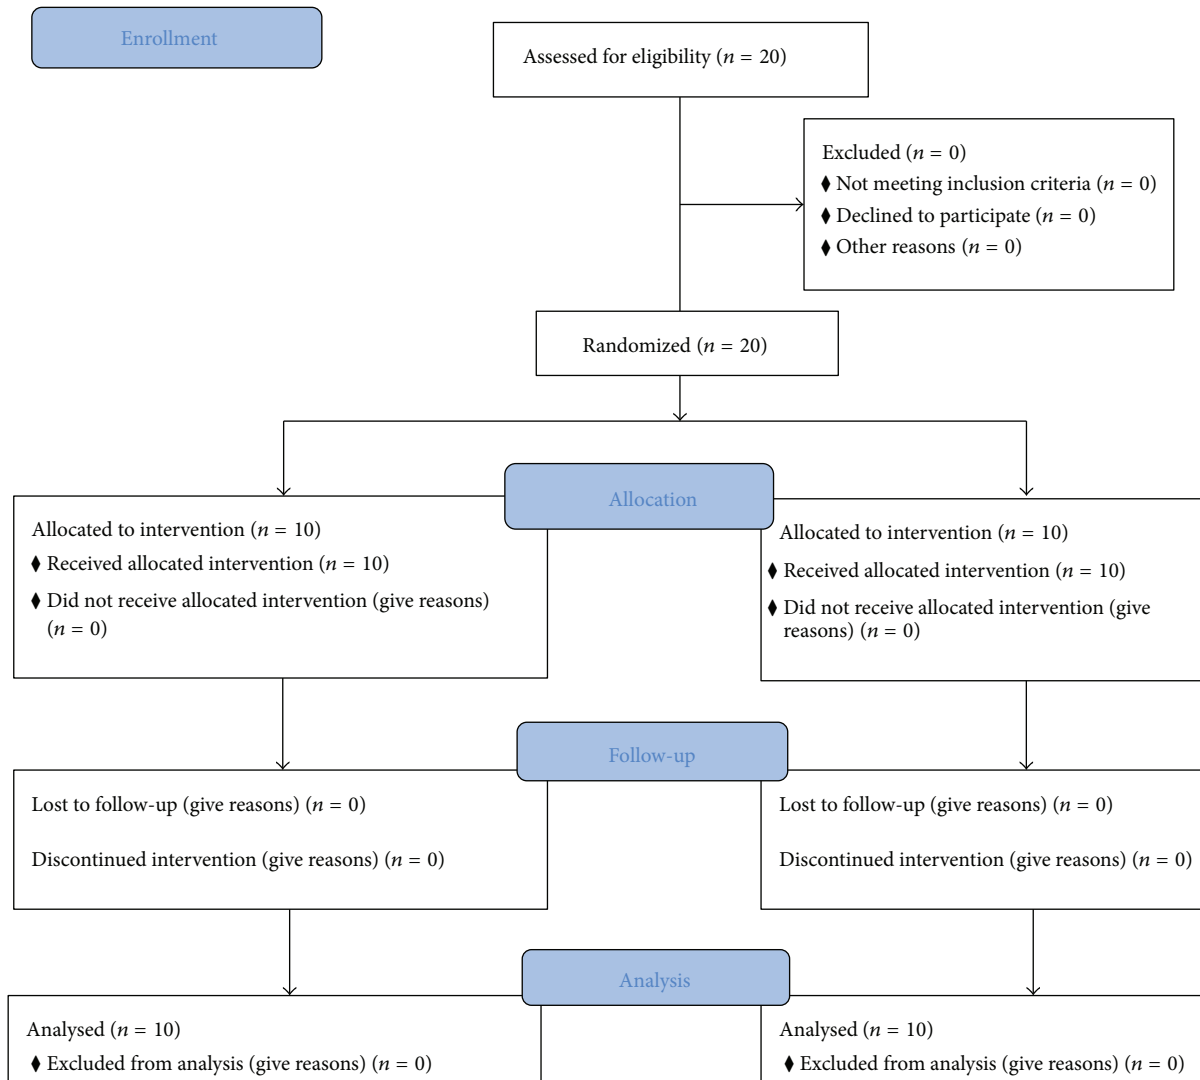 Enrollment
Assessed for eligibility (n = 20)
Excluded (n = 0)
♦ Not meeting inclusion criteria (n = 0)
♦ Declined to participate (n = 0)
♦ Other reasons (n = 0)
Randomized (n = 20)
Allocation
Allocated to intervention (n = 10)
♦ Received allocated intervention (n = 10)
♦ Did not receive allocated intervention (give reasons)
(n = 0)
Allocated to intervention (n = 10)
♦ Received allocated intervention (n = 10)
♦ Did not receive allocated intervention (give
reasons) (n = 0)
Follow-up
Lost to follow-up (give reasons) (n = 0)
Discontinued intervention (give reasons) (n = 0)
Lost to follow-up (give reasons) (n = 0)
Discontinued intervention (give reasons) (n = 0)
Analysis
Analysed (n = 10)
♦ Excluded from analysis (give reasons) (n = 0)
Analysed (n = 10)
♦ Excluded from analysis (give reasons) (n = 0)